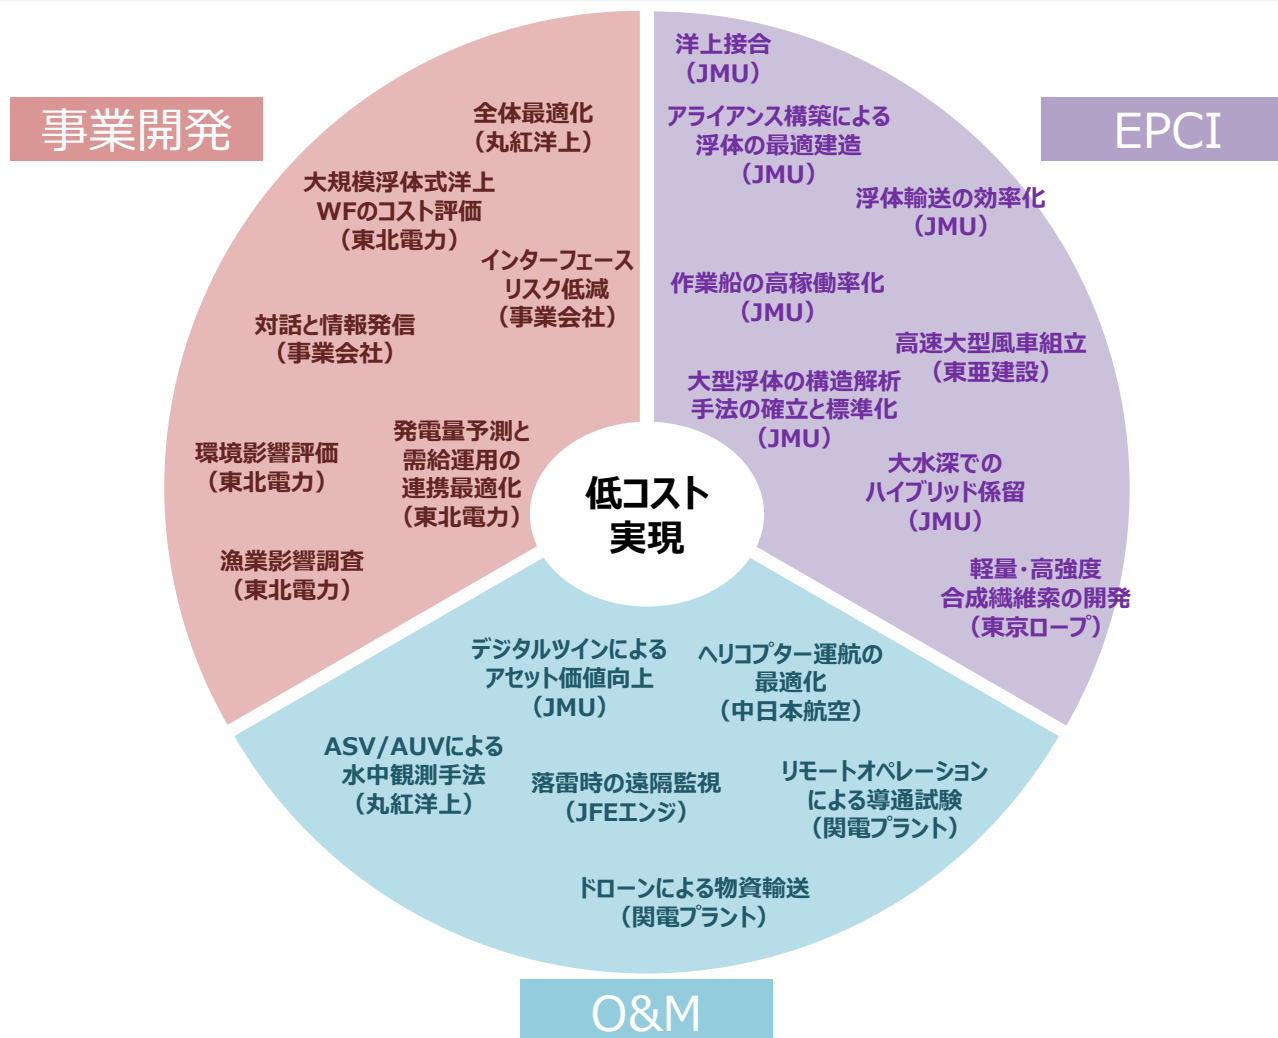 事業開発
全体最適化
(丸紅洋上)
大規模浮体式洋上
WFのコスト評価
(東北電力)
インターフェース
リスク低減
(事業会社)
対話と情報発信
(事業会社)
発電量予測と
需給運用の
連携最適化
(東北電力)
環境影響評価
(東北電力)
漁業影響調査
(東北電力)
EPCI
洋上接合
(JMU)
アライアンス構築による
浮体の最適建造
(JMU)
浮体輸送の効率化
(JMU)
作業船の高稼働率化
(JMU)
高速大型風車組立
(東亜建設)
大型浮体の構造解析
手法の確立と標準化
(JMU)
大水深での
ハイブリッド係留
(JMU)
軽量・高強度
合成繊維索の開発
(東京ロープ)
低コスト
実現
デジタルツインによる
アセット価値向上
(JMU)
ヘリコプター運航の
最適化
(中日本航空)
ASV/AUVによる
水中観測手法
(丸紅洋上)
落雷時の遠隔監視
(JFEエンジ)
リモートオペレーション
による導通試験
(関電プラント)
ドローンによる物資輸送
(関電プラント)
O&M